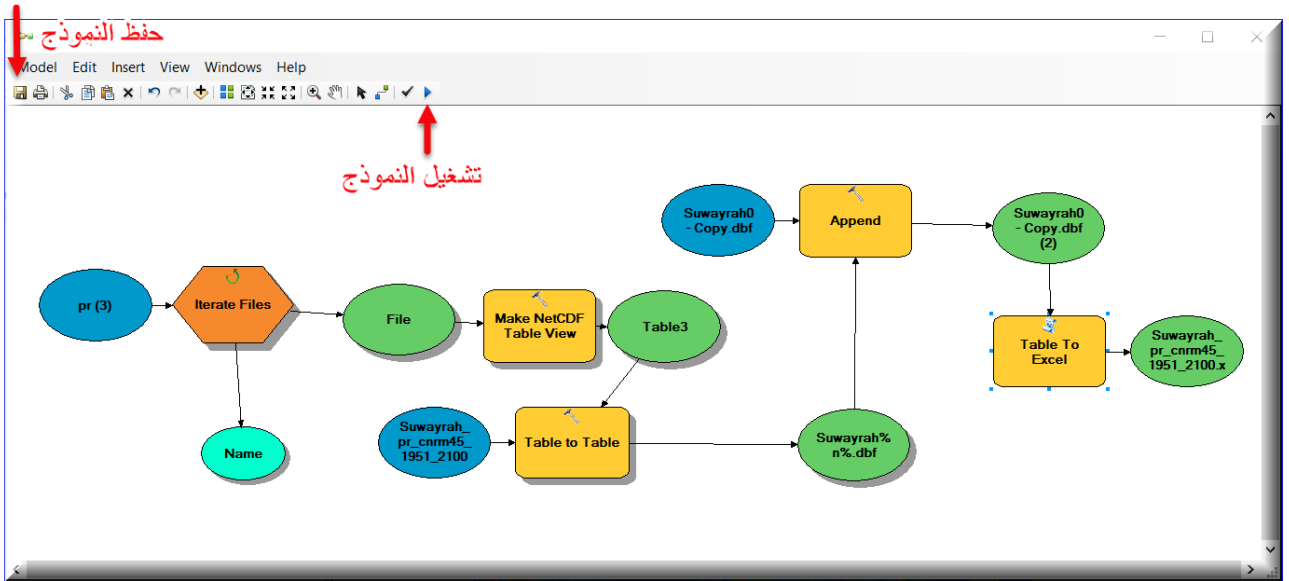 حفظ النموذج
Model Edit Insert View Windows Help
تشغيل النموذج
Suwayrah0
- Copy.dbf
Append
Suwayrah0
- Copy.dbf
(2)
pr (3)
Iterate Files
File
Make NetCDF
Table View
Table3
Table To
Excel
Suwayrah_
pr_cnrm45_
1951_2100.x
Name
Suwayrah_
pr_cnrm45_
1951_2100
Table to Table
Suwayrah%
n%.dbf